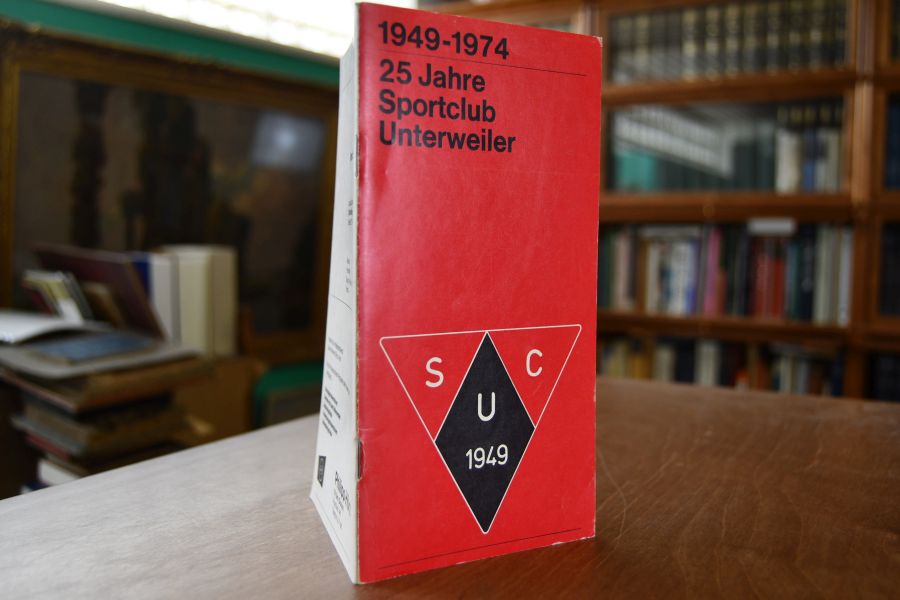 1949-1974
25 Jahre
Sportclub
Unterweiler
S C
U
1949